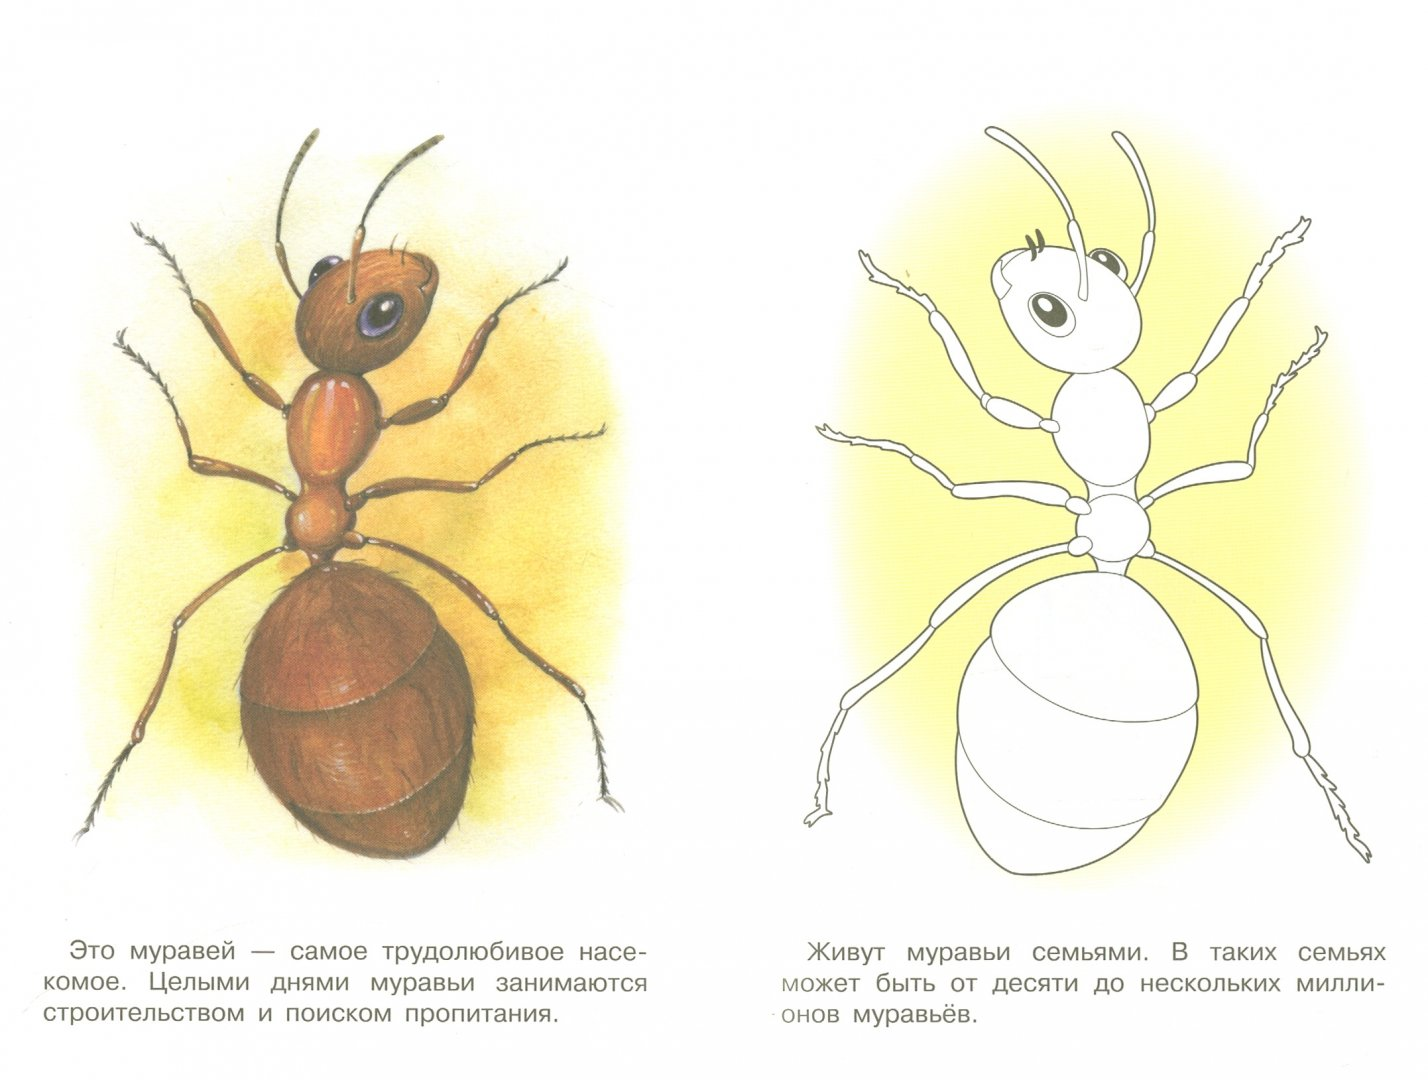 Это муравей — самое трудолюбивое насе-
комое. Целыми днями муравьи занимаются
строительством и поиском пропитания.
Живут муравьи семьями. В таких семьях
может быть от десяти до нескольких милли-
онов муравьёв.